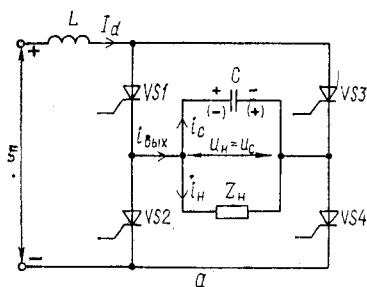 L I_d
+
VS1 + C − VS3
(−) (+)
i_вых i_c u_н = u_c
i_н Z_н
VS2 VS4
−
а